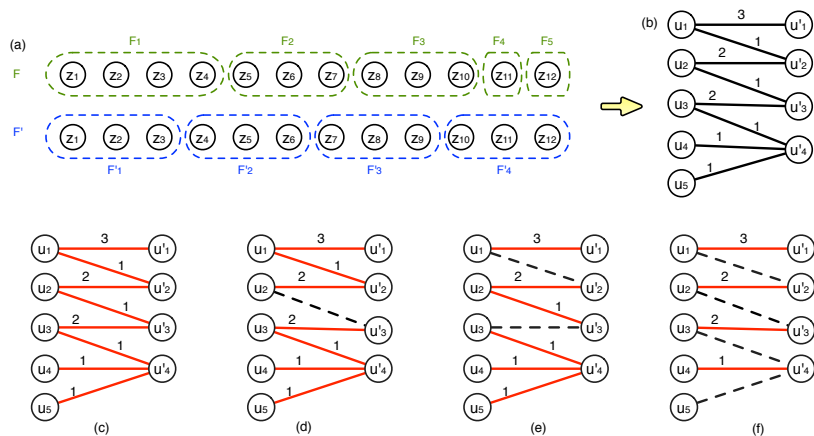 (a)
F1 F2 F3 F4 F5
F z1 z2 z3 z4 z5 z6 z7 z8 z9 z10 z11 z12
F' z1 z2 z3 z4 z5 z6 z7 z8 z9 z10 z11 z12
F'1 F'2 F'3 F'4
(b)
u1 3 u'1
1
u2 2 u'2
1
u3 2 u'3
1
u4 1 u'4
1
u5
u1 3 u'1
1
u2 2 u'2
1
u3 2 u'3
1
u4 1 u'4
1
u5
(c)
u1 3 u'1
1
u2 2 u'2
u3 2 u'3
1
u4 1 u'4
1
u5
(d)
u1 3 u'1
u2 2 u'2
1
u3 u'3
1
u4 1 u'4
1
u5
(e)
u1 3 u'1
u2 2 u'2
u3 2 u'3
u4 1 u'4
u5
(f)